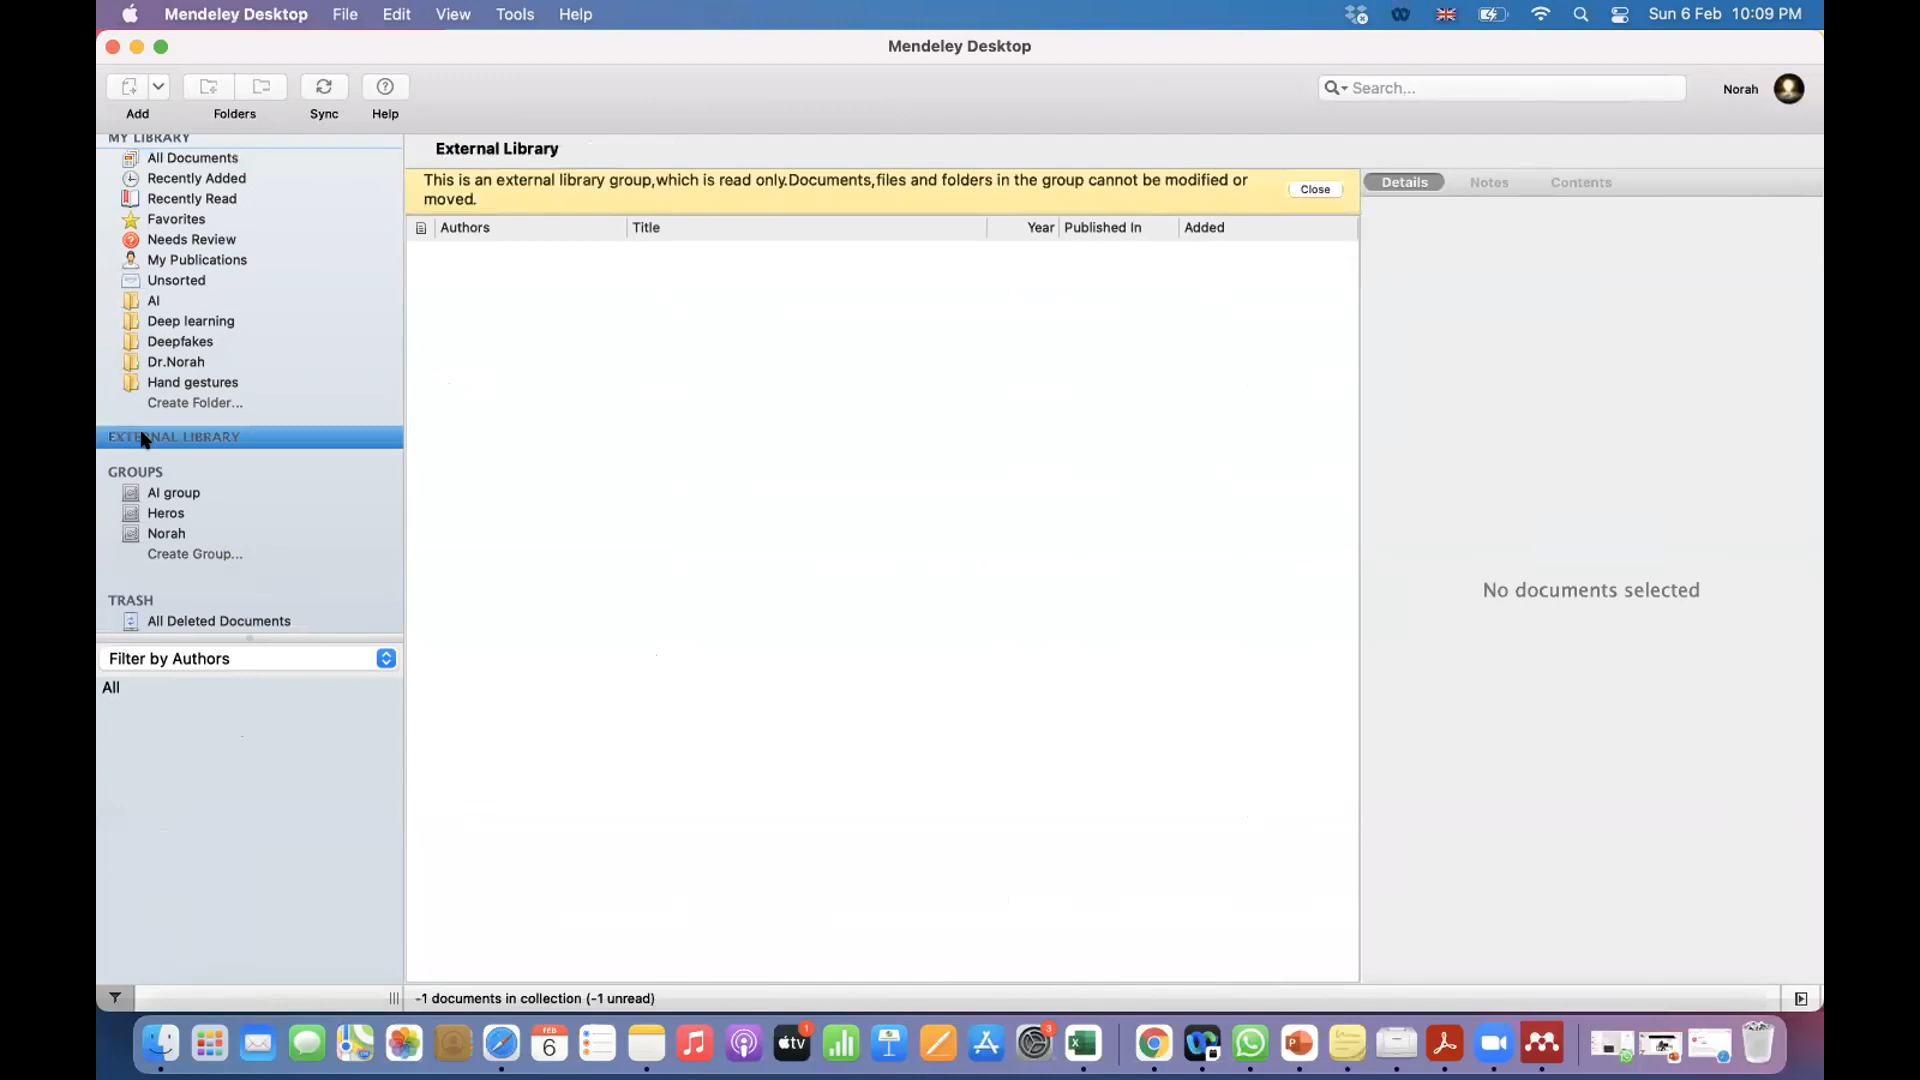 Mendeley Desktop File Edit View Tools Help Sun 6 Feb 10:09 PM
Mendeley Desktop
Search... Norah
Add Folders Sync Help
MY LIBRARY
All Documents
Recently Added
Recently Read
Favorites
Needs Review
My Publications
Unsorted
AI
Deep learning
Deepfakes
Dr.Norah
Hand gestures
Create Folder...
EXTERNAL LIBRARY
GROUPS
AI group
Heros
Norah
Create Group...
TRASH
All Deleted Documents
Filter by Authors
All
External Library
This is an external library group,which is read only.Documents,files and folders in the group cannot be modified or
moved.
Close
Authors Title Year Published In Added
-1 documents in collection (-1 unread)
Details Notes Contents
No documents selected
FEB
6
tv
1
3